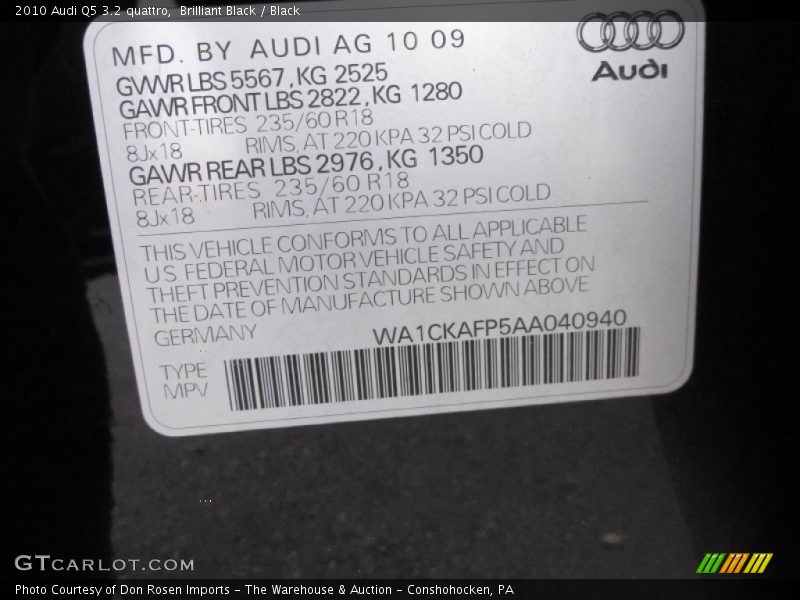 2010 Audi Q5 3.2 quattro, Brilliant Black / Black
MFD. BY AUDI AG 10 09
GVWR LBS 5567, KG 2525
GAWR FRONT LBS 2822, KG 1280
FRONT-TIRES 235/60 R18
8Jx18 RIMS, AT 220 KPA 32 PSI COLD
GAWR REAR LBS 2976, KG 1350
REAR-TIRES 235/60 R18
8Jx18 RIMS, AT 220 KPA 32 PSI COLD
Audi
THIS VEHICLE CONFORMS TO ALL APPLICABLE
U.S. FEDERAL MOTOR VEHICLE SAFETY AND
THEFT PREVENTION STANDARDS IN EFFECT ON
THE DATE OF MANUFACTURE SHOWN ABOVE
GERMANY WA1CKAFP5AA040940
TYPE
MPV
GTCARLOT.COM
Photo Courtesy of Don Rosen Imports - The Warehouse & Auction - Conshohocken, PA